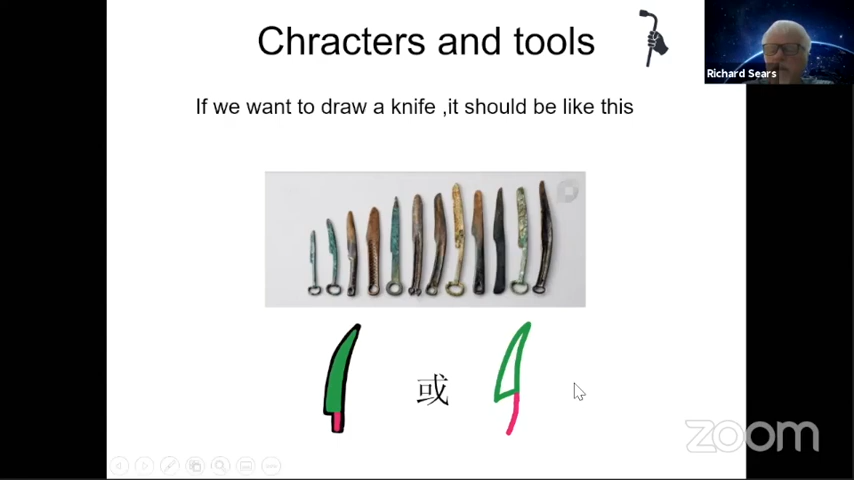 Chracters and tools
Richard Sears
If we want to draw a knife ,it should be like this
或
zoom